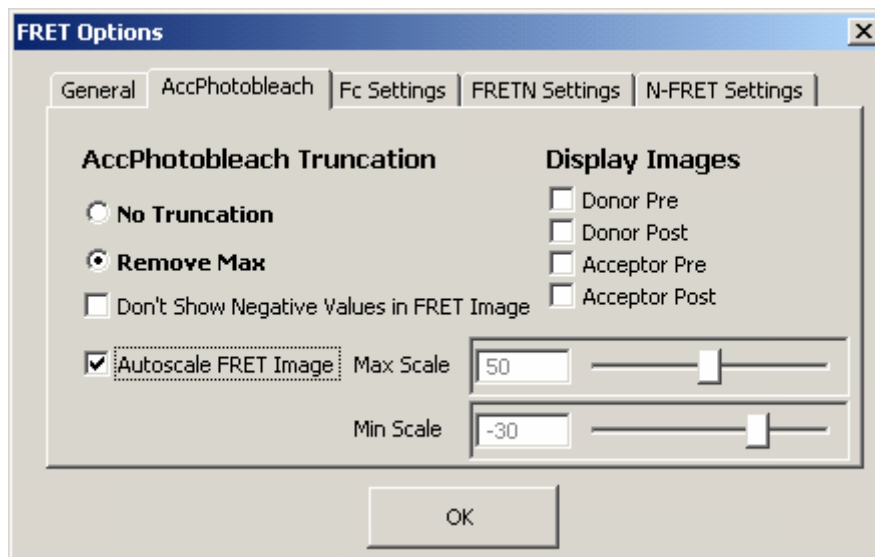 FRET Options
General AccPhotobleach Fc Settings FRETN Settings N-FRET Settings
AccPhotobleach Truncation
No Truncation
Remove Max
Don't Show Negative Values in FRET Image
Display Images
Donor Pre
Donor Post
Acceptor Pre
Acceptor Post
Autoscale FRET Image Max Scale 50
Min Scale -30
OK